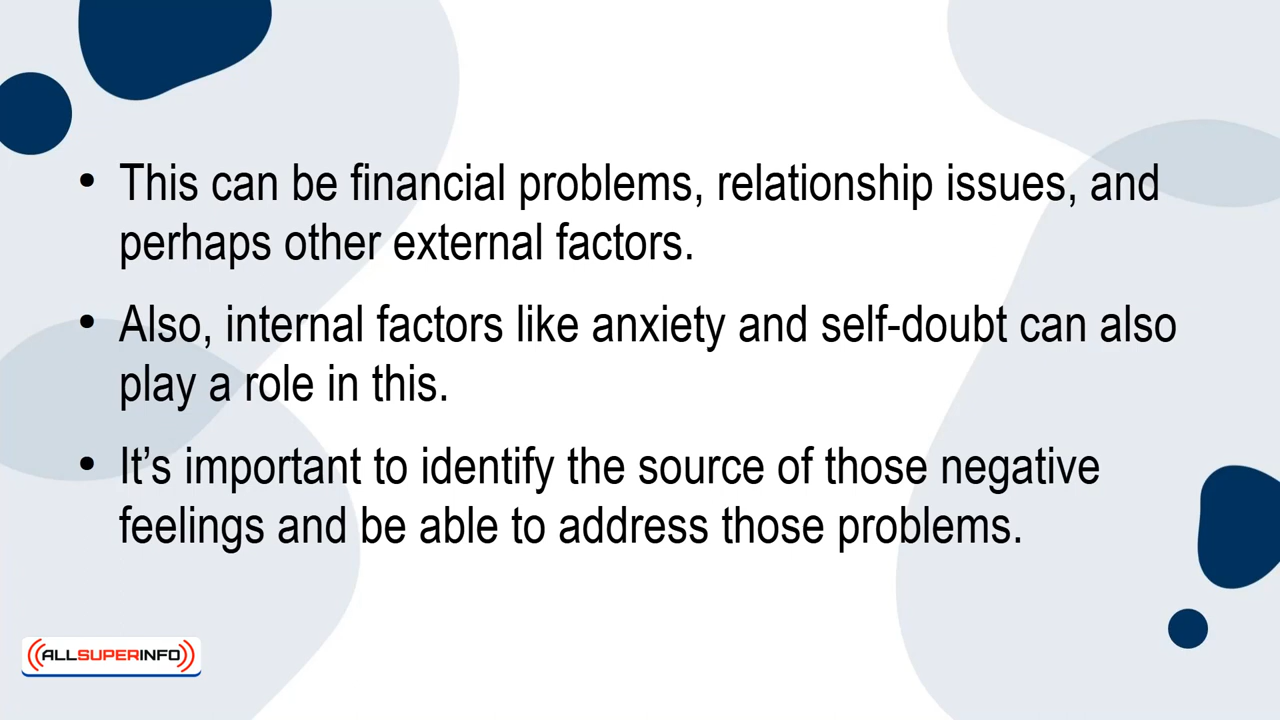 • This can be financial problems, relationship issues, and
perhaps other external factors.
• Also, internal factors like anxiety and self-doubt can also
play a role in this.
• It’s important to identify the source of those negative
feelings and be able to address those problems.
ALLSUPERINFO